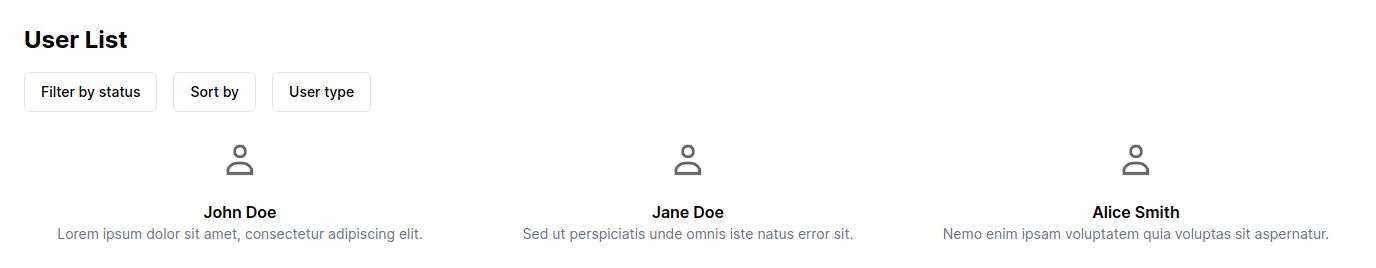 User List
Filter by status
Sort by
User type
John Doe
Lorem ipsum dolor sit amet, consectetur adipiscing elit.
Jane Doe
Sed ut perspiciatis unde omnis iste natus error sit.
Alice Smith
Nemo enim ipsam voluptatem quia voluptas sit aspernatur.